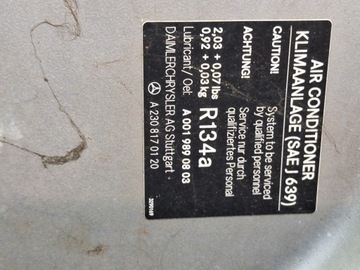 AIR CONDITIONER
KLIMAANLAGE (SAE J 639)
CAUTION!
System to be serviced
by qualified personnel
ACHTUNG!
Service nur durch
qualifiziertes Personal
R134a
2,03 + 0,07 lbs
0,92 + 0,03 kg
Lubricant/ Oel: A 001 989 08 03
DAIMLERCHRYSLER AG Stuttgart
A 230 817 01 20